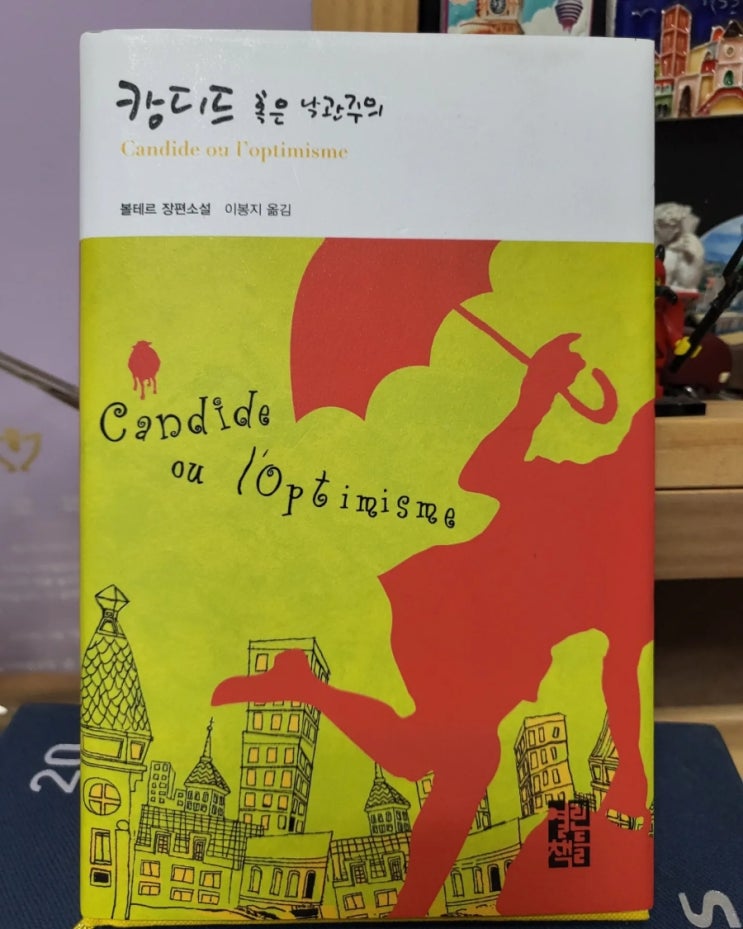 캉디드 혹은 낙관주의
Candide ou l'optimisme
볼테르 장편소설 이봉지 옮김
Candide
ou l'Optimisme
열린
책들
20
S